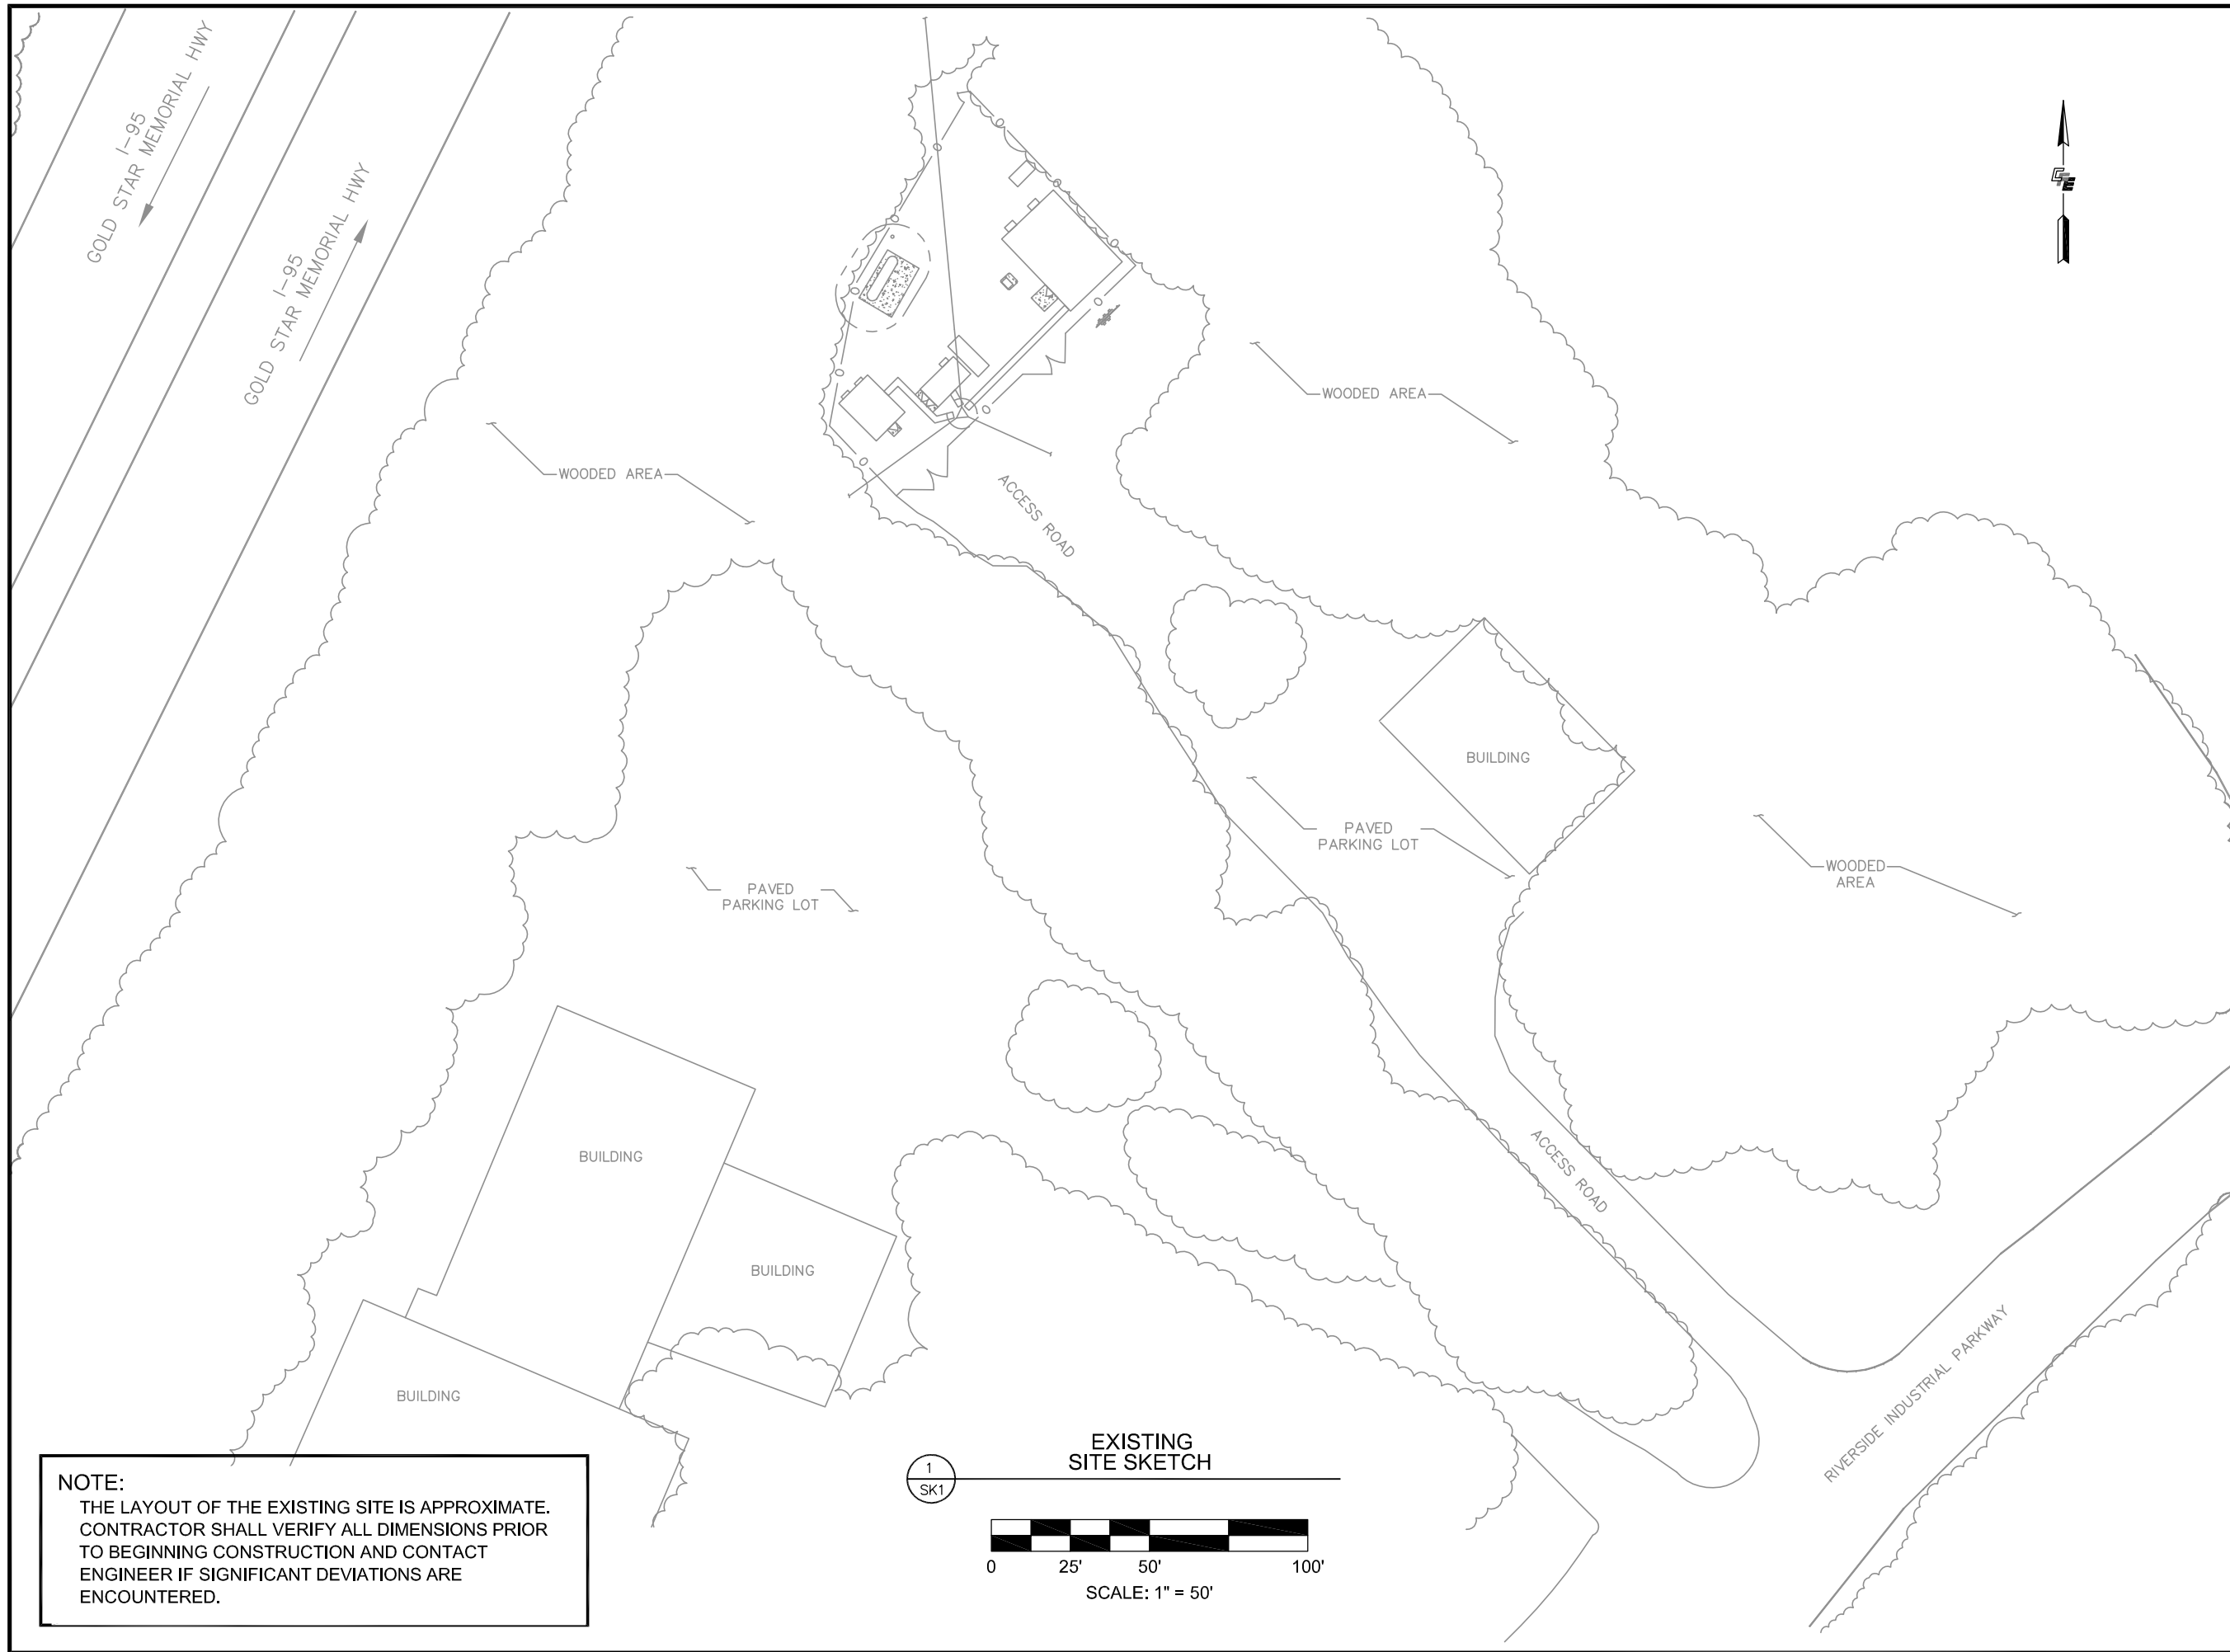 I-95
GOLD STAR MEMORIAL HWY
I-95
GOLD STAR MEMORIAL HWY
WOODED AREA
WOODED AREA
ACCESS ROAD
BUILDING
PAVED
PARKING LOT
WOODED
AREA
PAVED
PARKING LOT
BUILDING
ACCESS ROAD
BUILDING
BUILDING
RIVERSIDE INDUSTRIAL PARKWAY
NOTE:
THE LAYOUT OF THE EXISTING SITE IS APPROXIMATE.
CONTRACTOR SHALL VERIFY ALL DIMENSIONS PRIOR
TO BEGINNING CONSTRUCTION AND CONTACT
ENGINEER IF SIGNIFICANT DEVIATIONS ARE
ENCOUNTERED.
EXISTING
SITE SKETCH
1
SK1
0 25' 50' 100'
SCALE: 1" = 50'